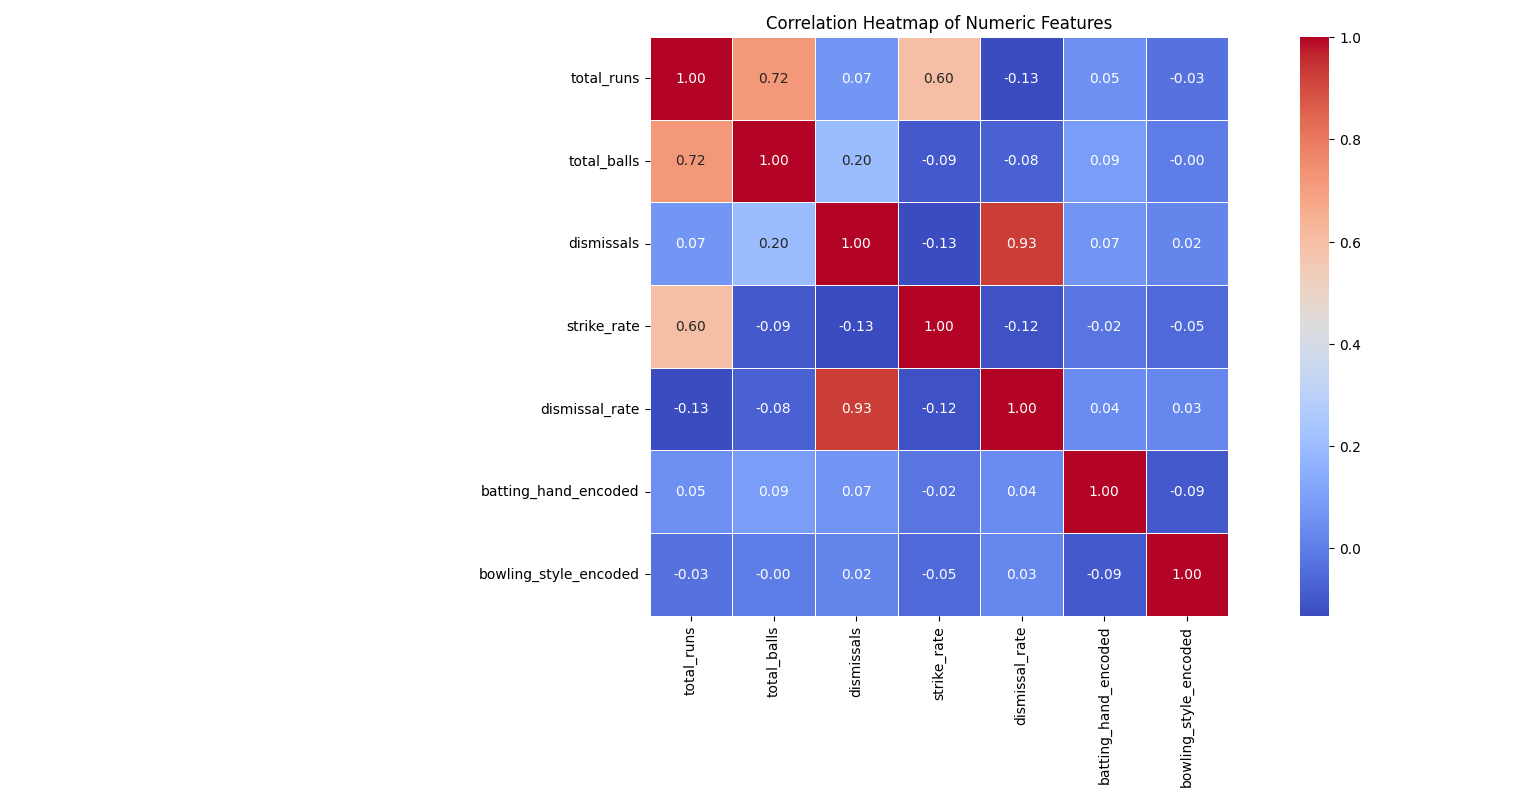 Correlation Heatmap of Numeric Features
total_runs 1.00 0.72 0.07 0.60 -0.13 0.05 -0.03
total_balls 0.72 1.00 0.20 -0.09 -0.08 0.09 -0.00
dismissals 0.07 0.20 1.00 -0.13 0.93 0.07 0.02
strike_rate 0.60 -0.09 -0.13 1.00 -0.12 -0.02 -0.05
dismissal_rate -0.13 -0.08 0.93 -0.12 1.00 0.04 0.03
batting_hand_encoded 0.05 0.09 0.07 -0.02 0.04 1.00 -0.09
bowling_style_encoded -0.03 -0.00 0.02 -0.05 0.03 -0.09 1.00
total_runs
total_balls
dismissals
strike_rate
dismissal_rate
batting_hand_encoded
bowling_style_encoded
1.0
0.8
0.6
0.4
0.2
0.0